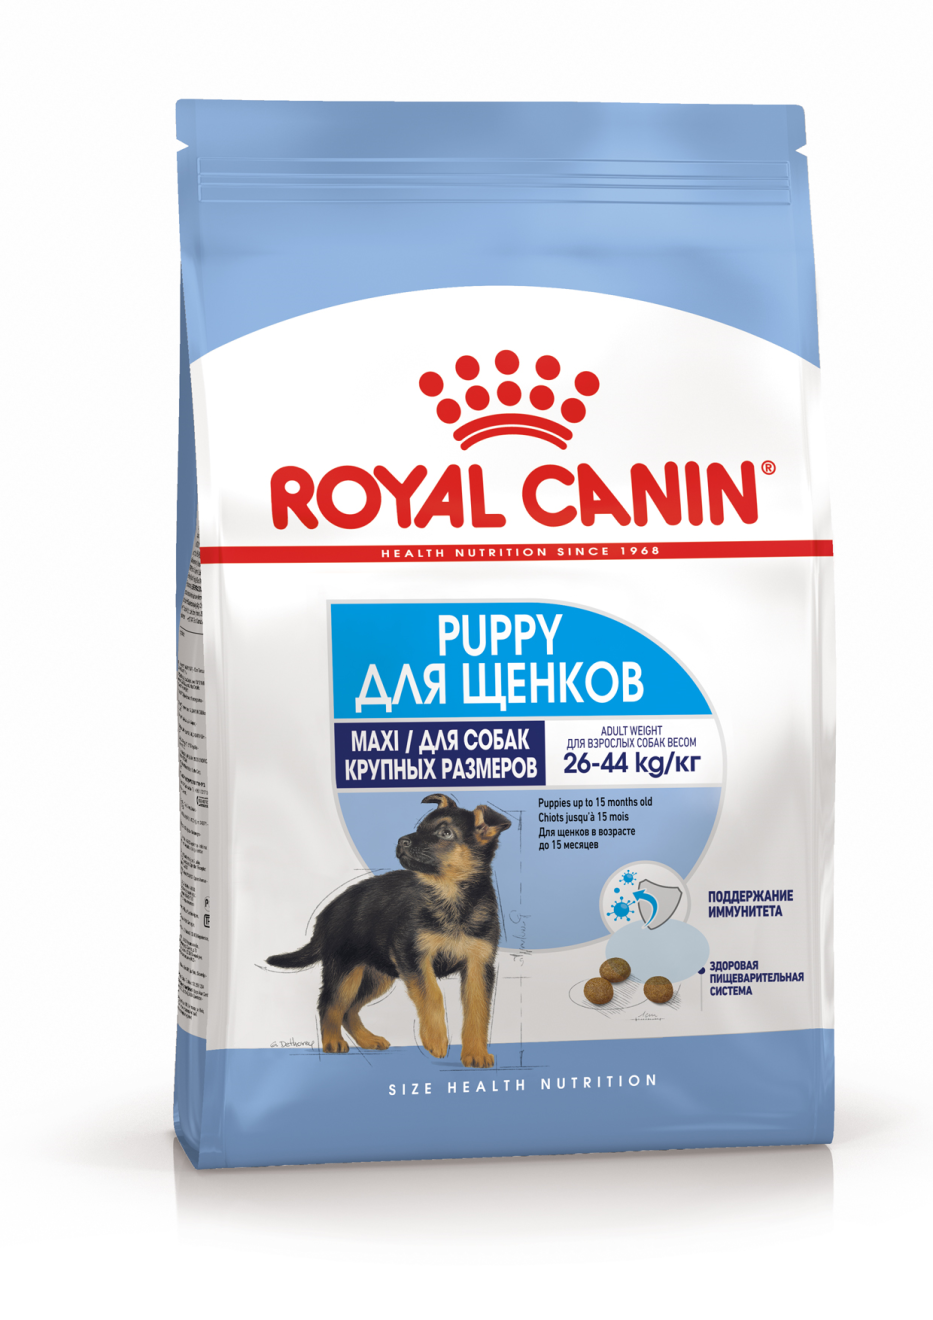 ROYAL CANIN®
HEALTH NUTRITION SINCE 1968
PUPPY
ДЛЯ ЩЕНКОВ
MAXI / ДЛЯ СОБАК
КРУПНЫХ РАЗМЕРОВ
ADULT WEIGHT
ДЛЯ ВЗРОСЛЫХ СОБАК ВЕСОМ
26-44 kg/кг
Puppies up to 15 months old
Chiots jusqu'à 15 mois
Для щенков в возрасте
до 15 месяцев
ПОДДЕРЖАНИЕ
ИММУНИТЕТА
ЗДОРОВАЯ
ПИЩЕВАРИТЕЛЬНАЯ
СИСТЕМА
1cm
SIZE HEALTH NUTRITION